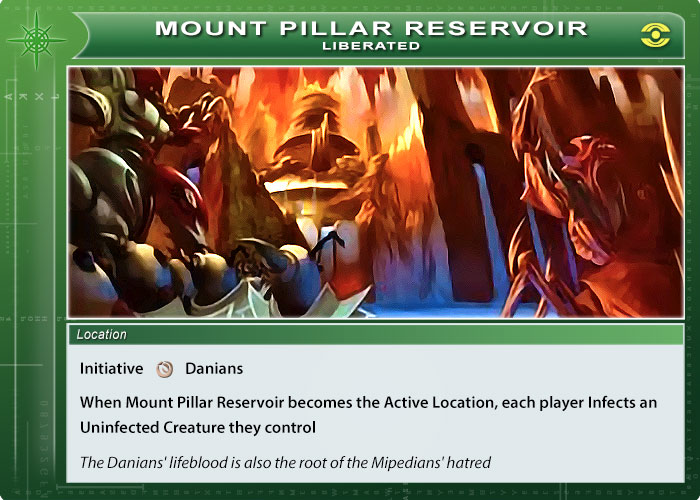 MOUNT PILLAR RESERVOIR
LIBERATED
Location
Initiative Danians
When Mount Pillar Reservoir becomes the Active Location, each player Infects an
Uninfected Creature they control
The Danians' lifeblood is also the root of the Mipedians' hatred